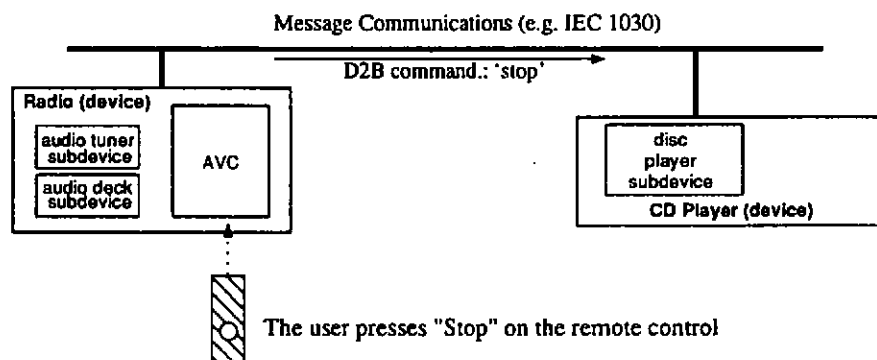 Message Communications (e.g. IEC 1030)
D2B command.: 'stop'
Radio (device)
audio tuner
subdevice
audio deck
subdevice
AVC
disc
player
subdevice
CD Player (device)
The user presses "Stop" on the remote control